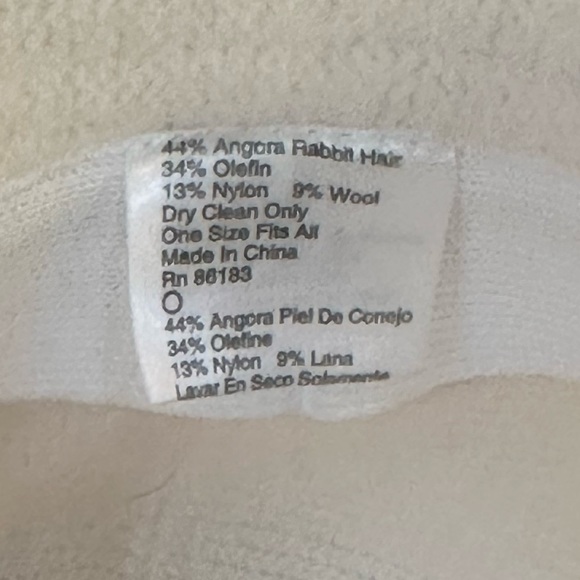 44% Angora Rabbit Hair
34% Olefin
13% Nylon 9% Wool
Dry Clean Only
One Size Fits All
Made In China
Rn 86183
44% Angora Piel De Conejo
34% Olefine
13% Nylon 9% Lana
Lavar En Seco Solamente